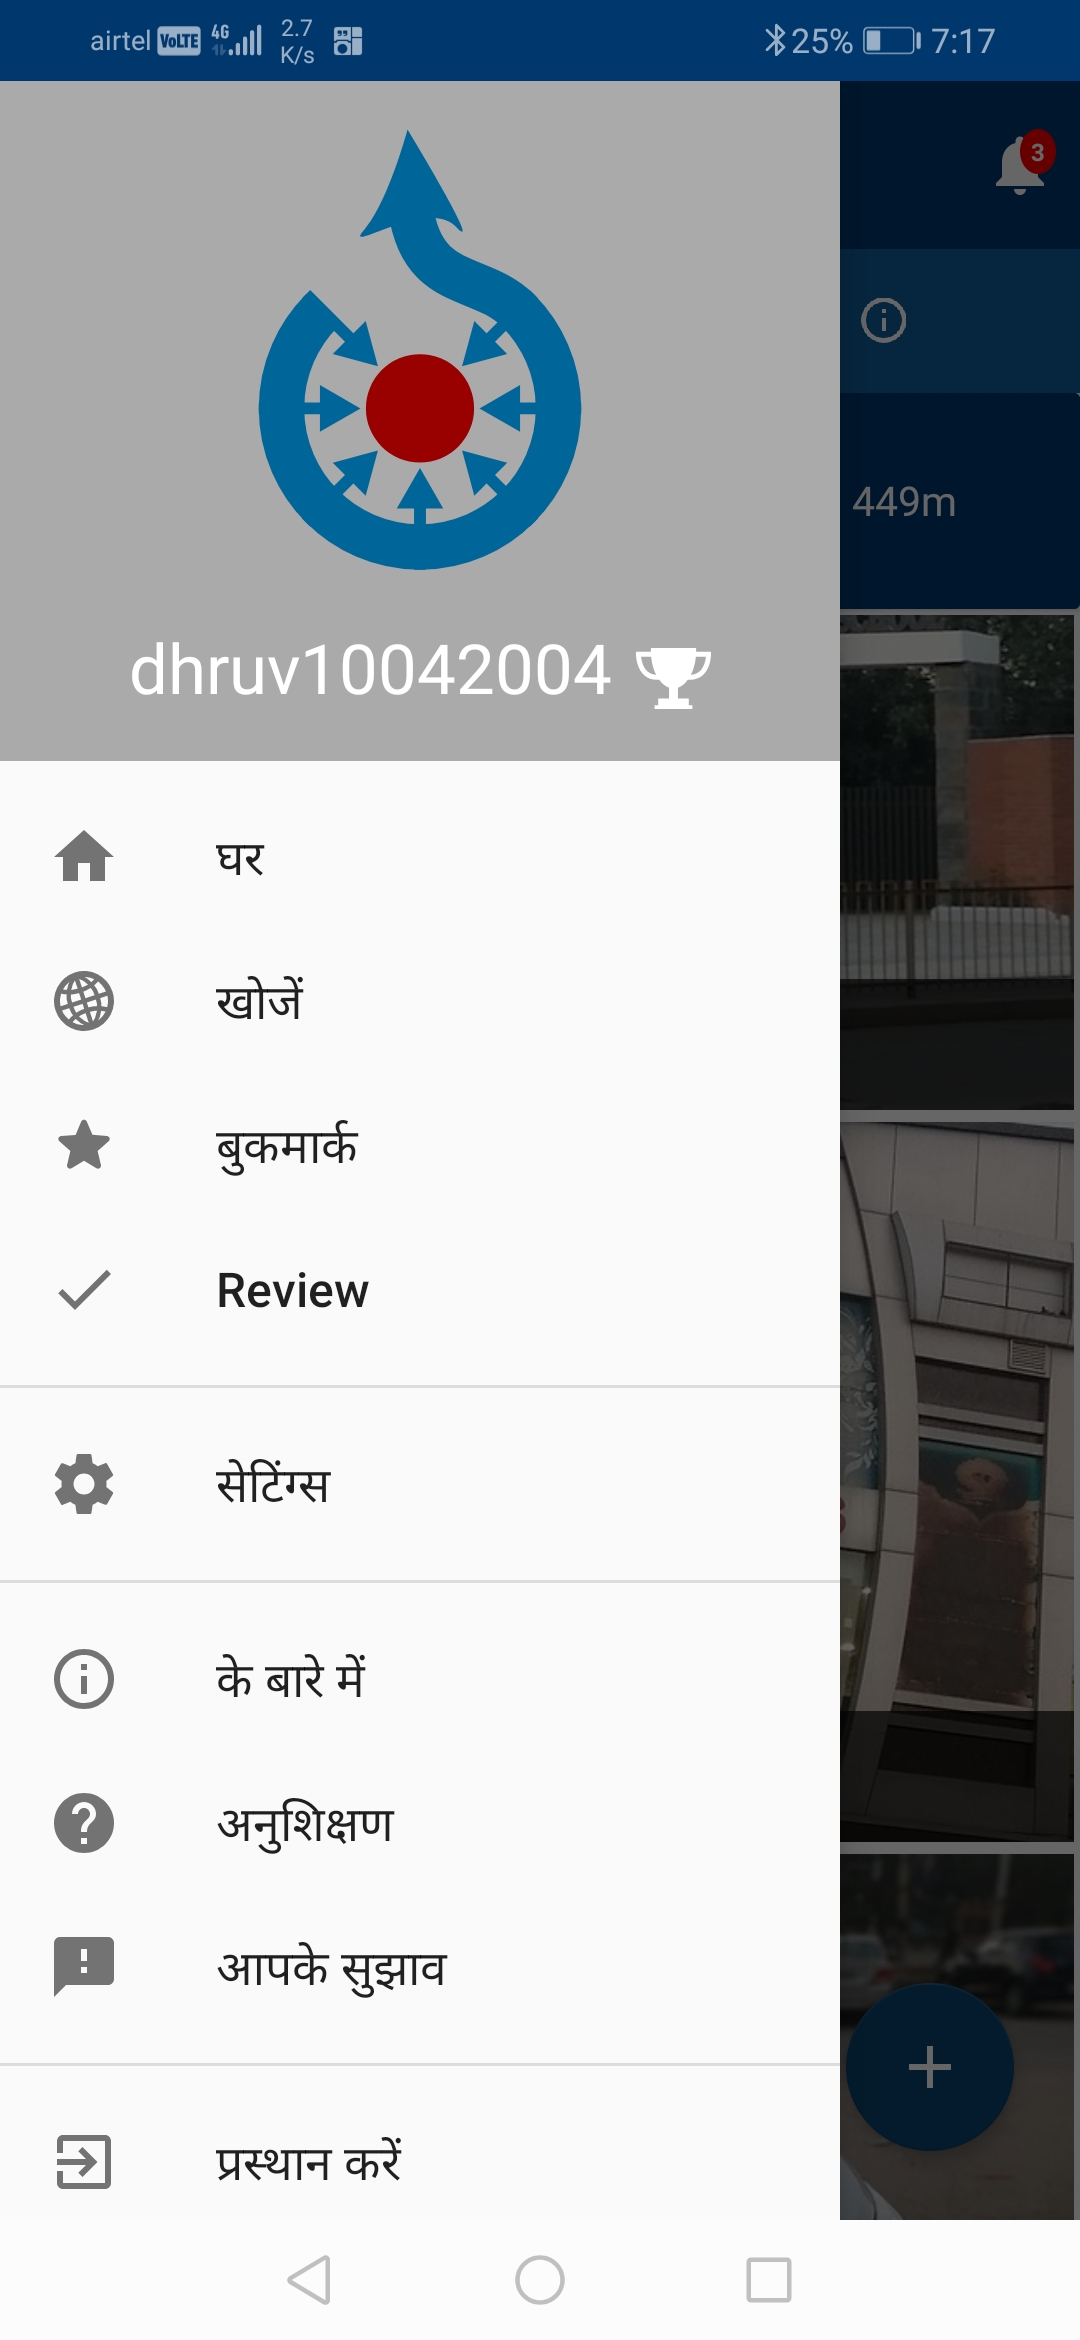 airtel VoLTE 4G 2.7 K/s 25% 7:17
3
449m
dhruv10042004
घर
खोजें
बुकमार्क
Review
सेटिंग्स
के बारे में
अनुशिक्षण
आपके सुझाव
प्रस्थान करें